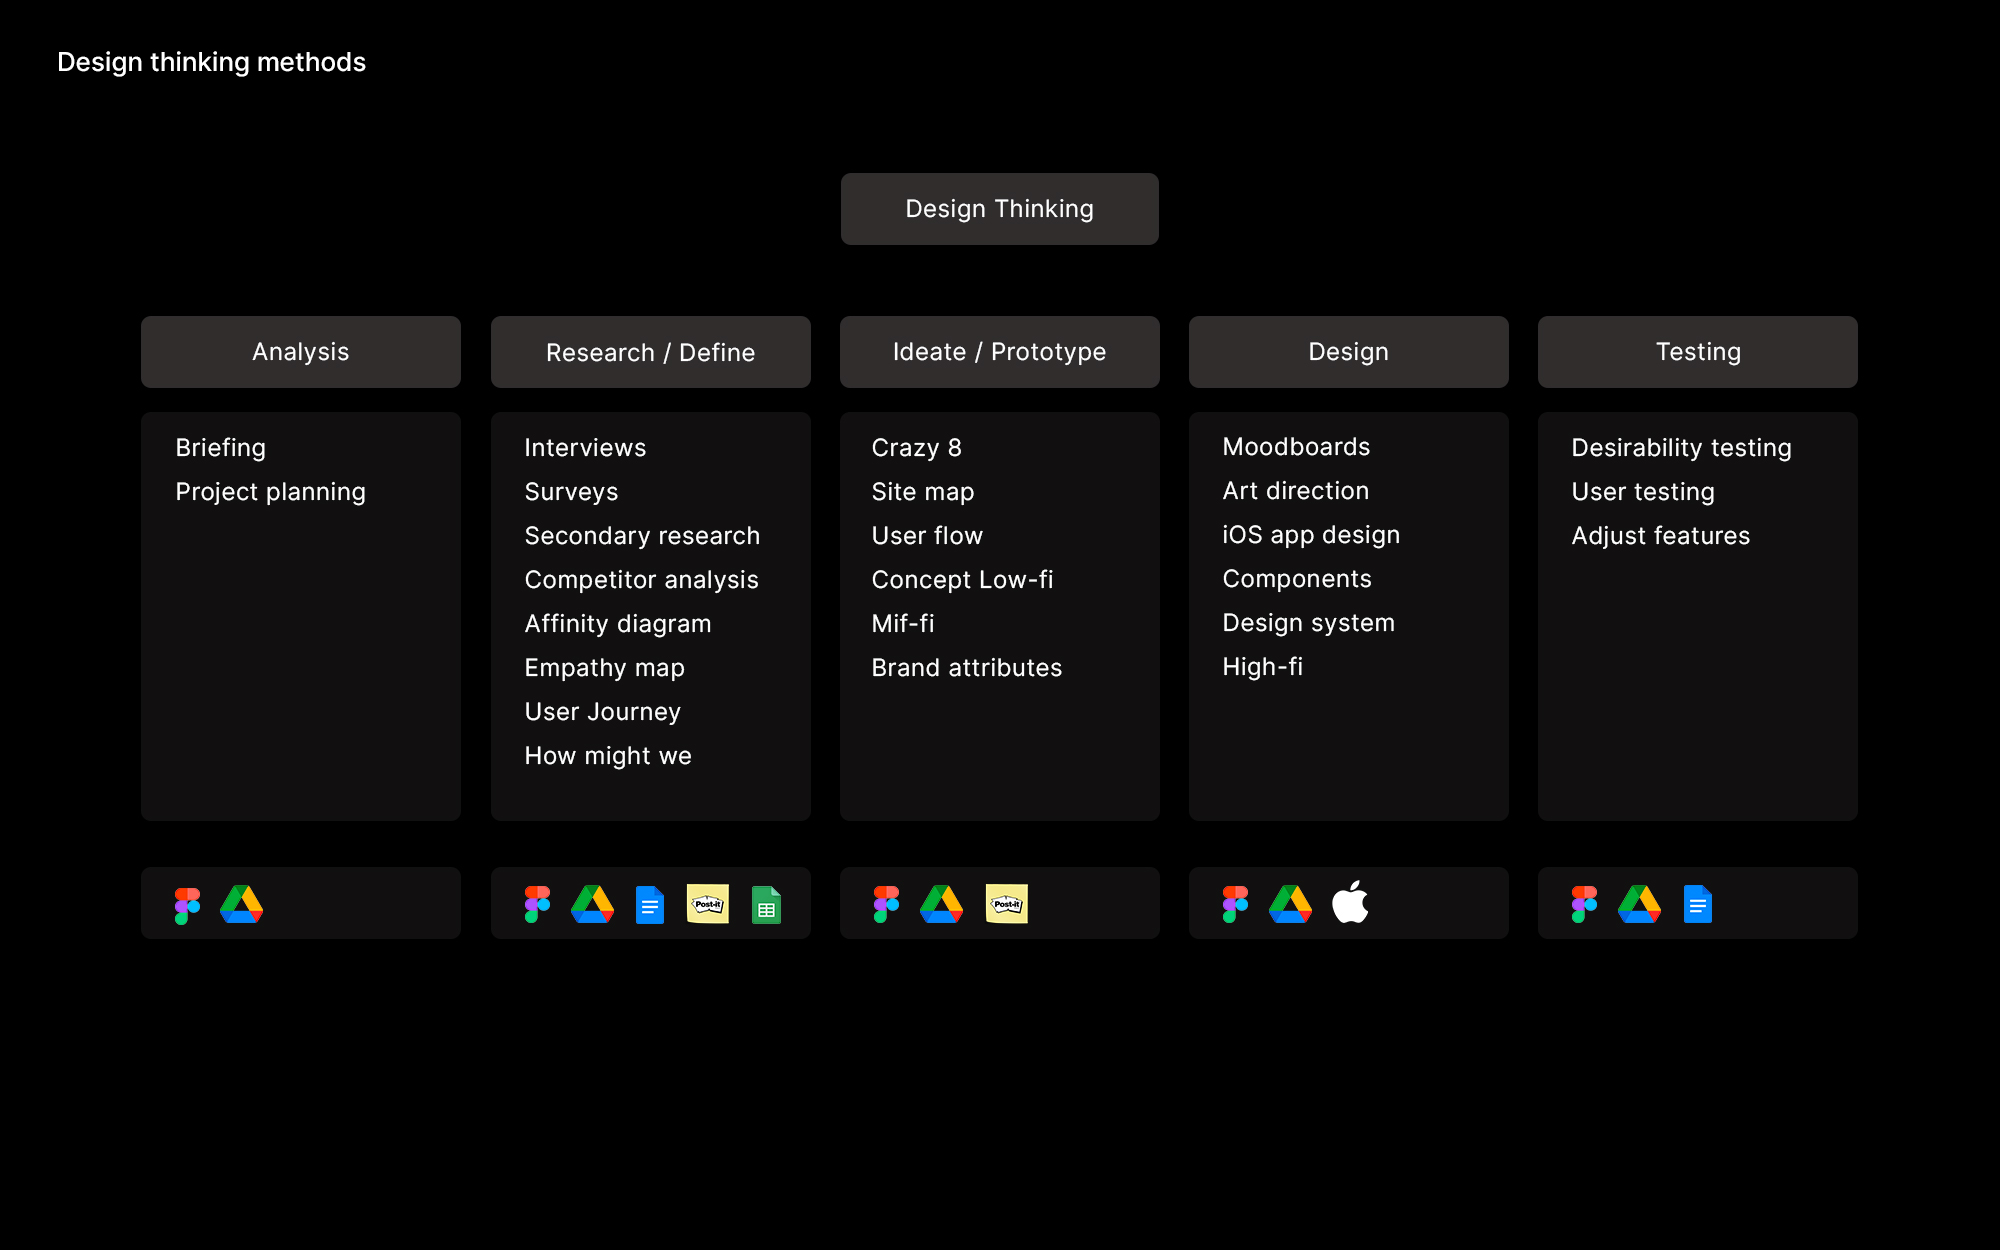 Design thinking methods
Design Thinking
Analysis
Briefing
Project planning
Research / Define
Interviews
Surveys
Secondary research
Competitor analysis
Affinity diagram
Empathy map
User Journey
How might we
Post-it
Ideate / Prototype
Crazy 8
Site map
User flow
Concept Low-fi
Mif-fi
Brand attributes
Post-it
Design
Moodboards
Art direction
iOS app design
Components
Design system
High-fi
Testing
Desirability testing
User testing
Adjust features